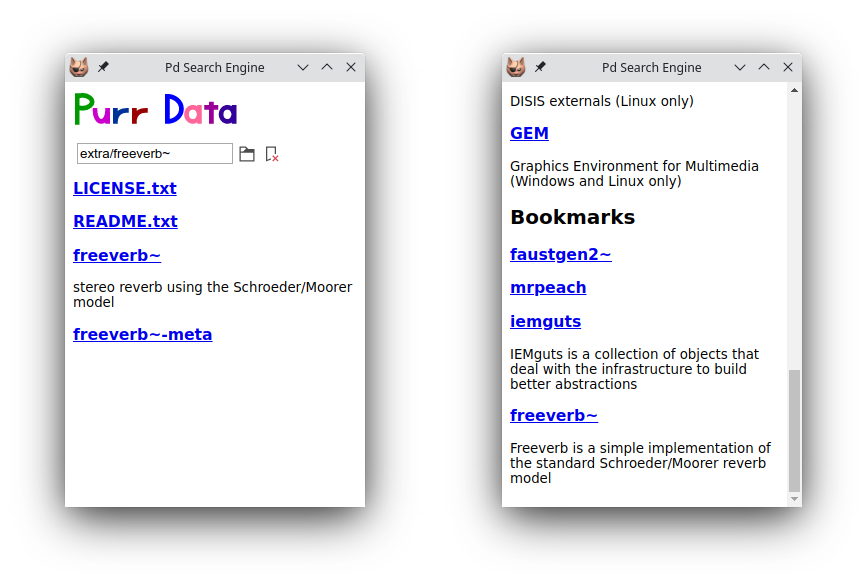 Pd Search Engine
Purr Data
extra/freeverb~
LICENSE.txt
README.txt
freeverb~
stereo reverb using the Schroeder/Moorer
model
freeverb~-meta
Pd Search Engine
DISIS externals (Linux only)
GEM
Graphics Environment for Multimedia
(Windows and Linux only)
Bookmarks
faustgen2~
mrpeach
iemguts
IEMguts is a collection of objects that
deal with the infrastructure to build
better abstractions
freeverb~
Freeverb is a simple implementation of
the standard Schroeder/Moorer reverb
model